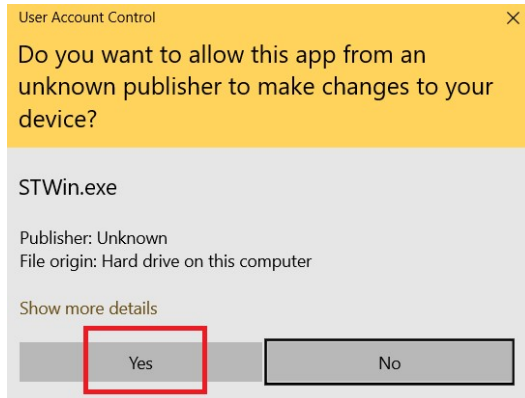 User Account Control
Do you want to allow this app from an
unknown publisher to make changes to your
device?
STWin.exe
Publisher: Unknown
File origin: Hard drive on this computer
Show more details
Yes
No